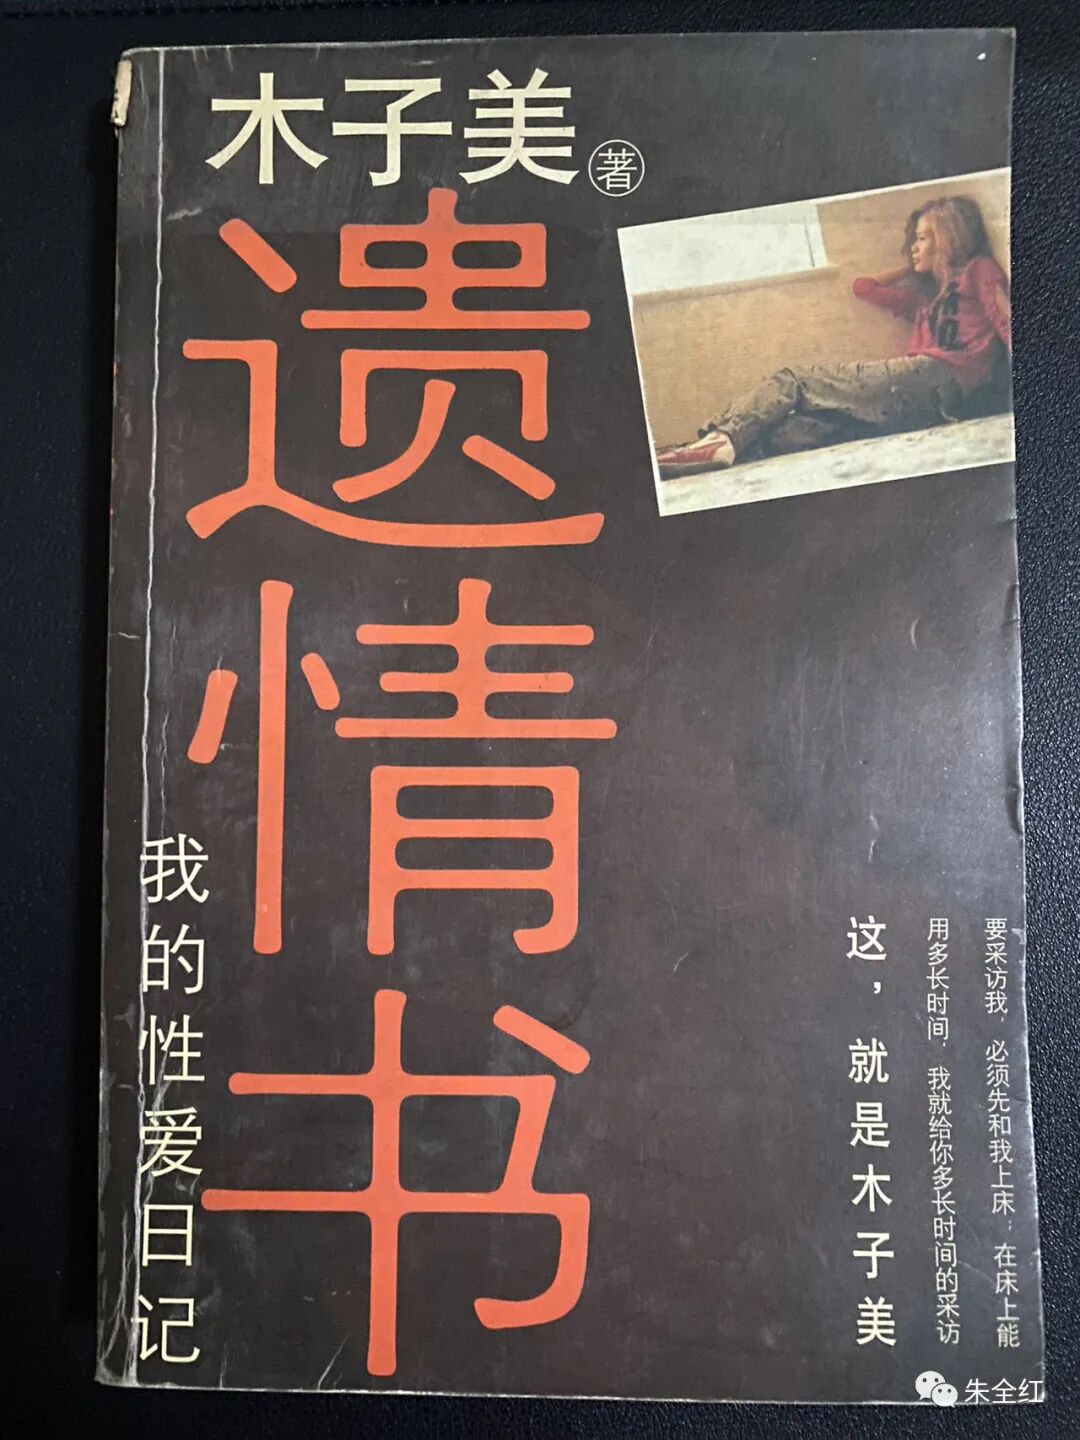 木子美 著
遗情书
我的性爱日记
要采访我，必须先和我上床；在床上能
用多长时间，我就给你多长时间的采访
这，就是木子美
朱全红